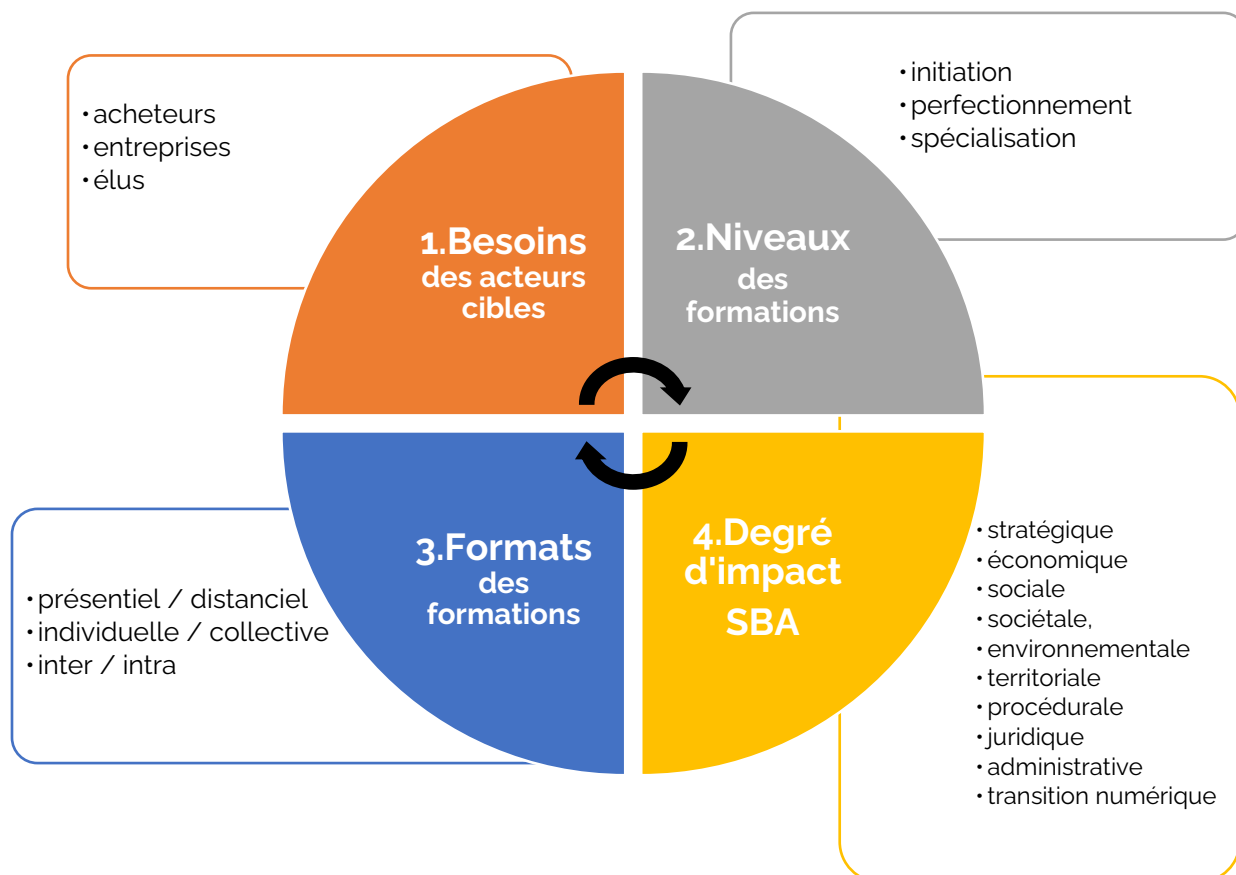 •acheteurs
•entreprises
•élus
1.Besoins
des acteurs
cibles
•initiation
•perfectionnement
•spécialisation
2.Niveaux
des
formations
3.Formats
des
formations
•présentiel / distanciel
•individuelle / collective
•inter / intra
4.Degré
d'impact
SBA
•stratégique
•économique
•sociale
•sociétale,
•environnementale
•territoriale
•procédurale
•juridique
•administrative
•transition numérique